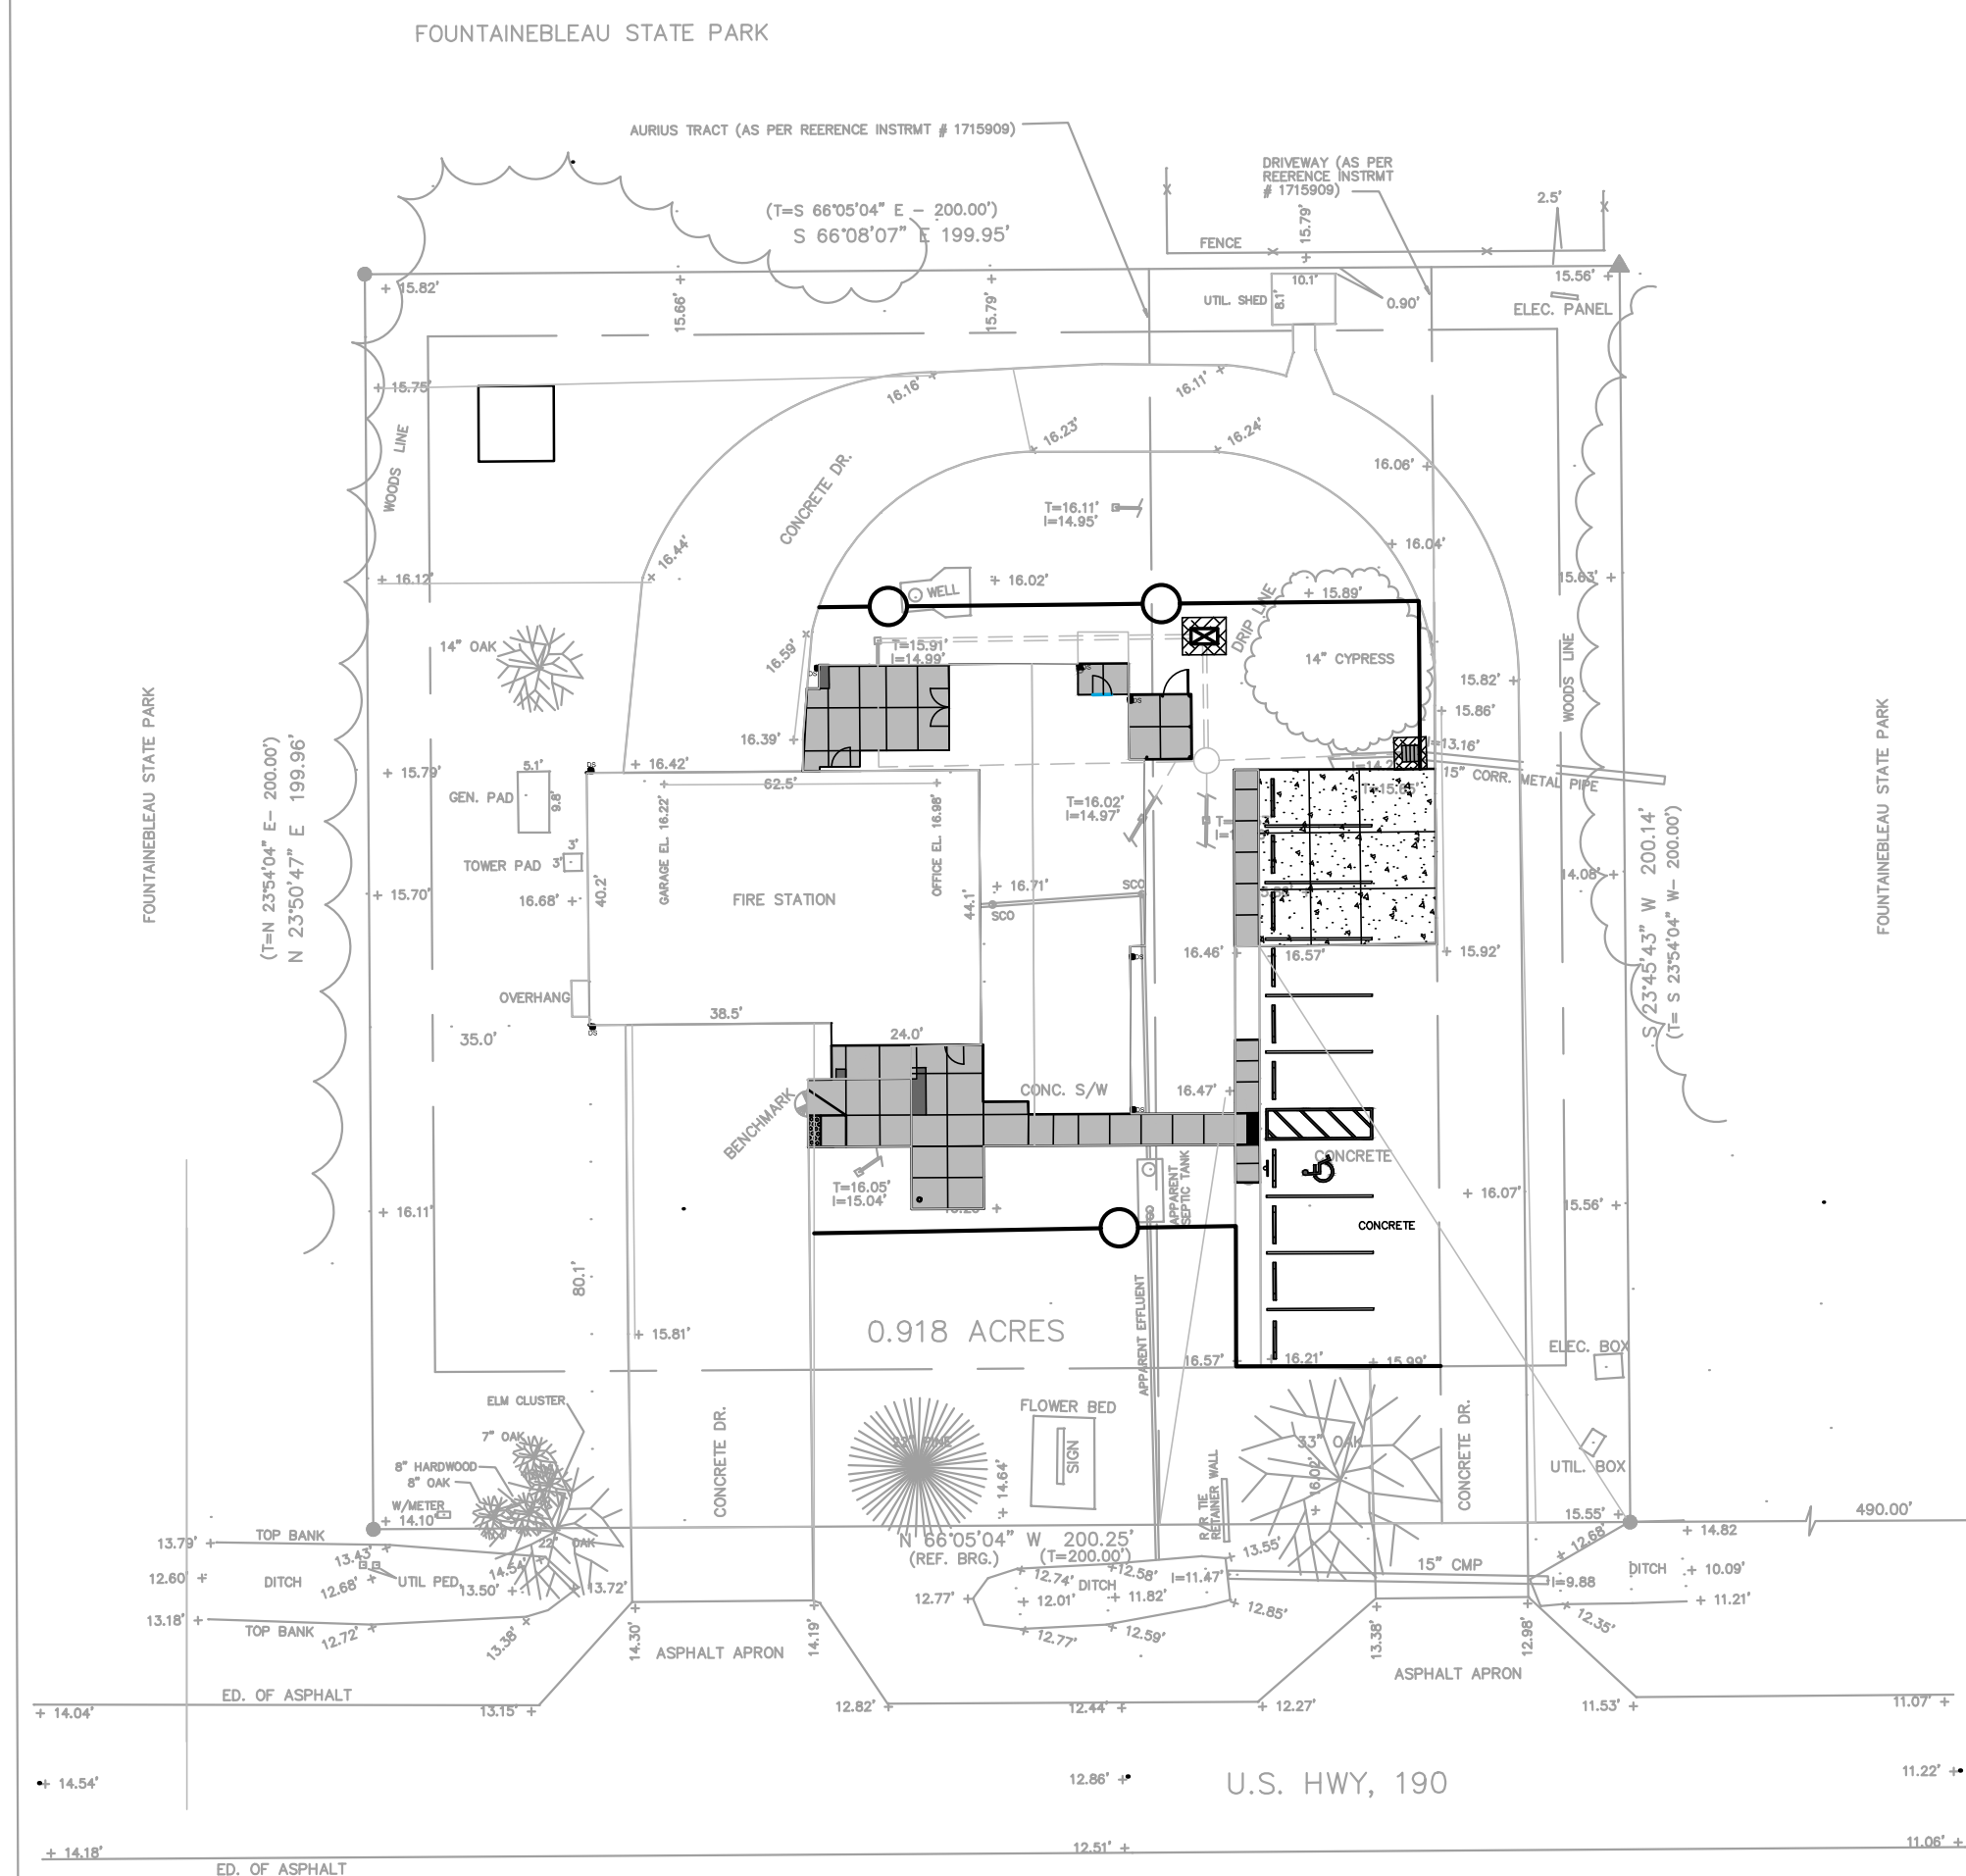 FOUNTAINEBLEAU STATE PARK
AURIUS TRACT (AS PER REERENCE INSTRMT # 1715909)
DRIVEWAY (AS PER
REERENCE INSTRMT
# 1715909)
2.5'
(T=S 66°05'04" E - 200.00')
S 66°08'07" E 199.95'
15.79'
FENCE
15.82'
15.66'
15.79'
UTIL. SHED
8.1'
10.1'
0.90'
15.56'
ELEC. PANEL
15.75'
16.16'
16.11'
WOODS LINE
CONCRETE DR.
16.23'
16.24'
16.06'
T=16.11'
I=14.95'
16.44'
16.04'
16.12'
WELL
16.02'
DRIP LINE
15.89'
15.63'
14" OAK
16.59'
T=15.91'
I=14.99'
DS
14" CYPRESS
WOODS LINE
15.82'
15.86'
DS
FOUNTAINEBLEAU STATE PARK
(T=N 23°54'04" E- 200.00')
N 23°50'47" E 199.96'
16.39'
I=13.16'
FOUNTAINEBLEAU STATE PARK
15.79'
5.1'
GEN. PAD
9.8'
DS
16.42'
62.5'
15" CORR. METAL PIPE
T=15.65'
GARAGE EL. 16.22'
OFFICE EL. 16.98'
T=16.02'
I=14.97'
TOWER PAD
3'
3'
40.2'
15.70'
16.68'
FIRE STATION
44.1'
16.71'
SCO
SCO
14.08'
S 23°45'43" W 200.14'
(T= S 23°54'04" W- 200.00')
16.46'
16.57'
15.92'
DS
OVERHANG
38.5'
24.0'
DS
35.0'
BENCHMARK
CONC. S/W
16.47'
DS
CONCRETE
16.11'
T=16.05'
I=15.04'
APPARENT
SEPTIC TANK
16.07'
15.56'
CONCRETE
80.1'
APPARENT EFFLUENT
15.81'
0.918 ACRES
16.57'
16.21'
15.99'
ELEC. BOX
ELM CLUSTER
7" OAK
8" HARDWOOD
8" OAK
W/METER
14.10'
22" OAK
CONCRETE DR.
22" PINE
14.64'
FLOWER BED
SIGN
R/R TIE
RETAINER WALL
33" OAK
16.02'
CONCRETE DR.
UTIL. BOX
15.55'
14.82
490.00'
N 66°05'04" W 200.25'
(REF. BRG.)
(T=200.00')
13.79'
TOP BANK
13.43'
12.60'
DITCH
12.68'
UTIL PED.
14.54'
13.50'
13.72'
13.18'
TOP BANK
12.72'
13.38'
12.77'
12.74'
12.58'
DITCH
12.01'
11.82'
I=11.47'
13.55'
12.77'
12.59'
12.85'
15" CMP
I=9.88
12.68'
DITCH
10.09'
11.21'
12.35'
14.30'
ASPHALT APRON
14.19'
13.38'
ASPHALT APRON
12.98'
ED. OF ASPHALT
14.04'
13.15'
12.82'
12.44'
12.27'
11.53'
11.07'
14.54'
12.86'
U.S. HWY, 190
11.22'
14.18'
ED. OF ASPHALT
12.51'
11.06'